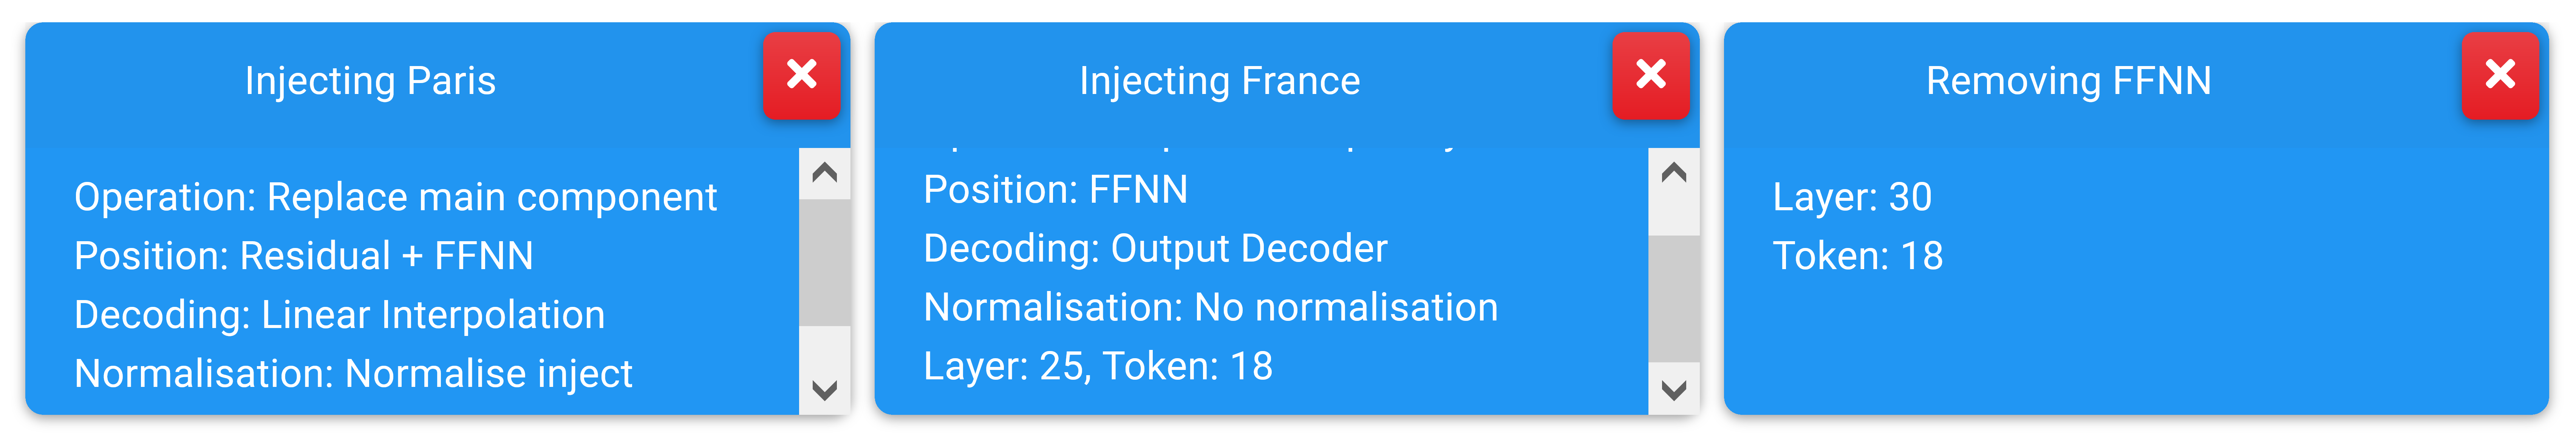 Injecting Paris
Operation: Replace main component
Position: Residual + FFNN
Decoding: Linear Interpolation
Normalisation: Normalise inject
Injecting France
Position: FFNN
Decoding: Output Decoder
Normalisation: No normalisation
Layer: 25, Token: 18
Removing FFNN
Layer: 30
Token: 18